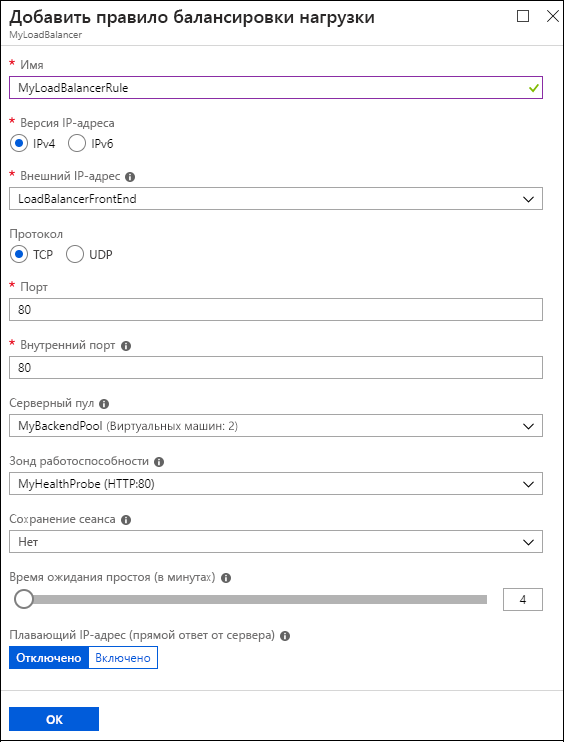 Добавить правило балансировки нагрузки
MyLoadBalancer
* Имя
MyLoadBalancerRule
* Версия IP-адреса
IPv4 IPv6
* Внешний IP-адрес
LoadBalancerFrontEnd
Протокол
TCP UDP
* Порт
80
* Внутренний порт
80
Серверный пул
MyBackendPool (Виртуальных машин: 2)
Зонд работоспособности
MyHealthProbe (HTTP:80)
Сохранение сеанса
Нет
Время ожидания простоя (в минутах)
4
Плавающий IP-адрес (прямой ответ от сервера)
Отключено Включено
ОК